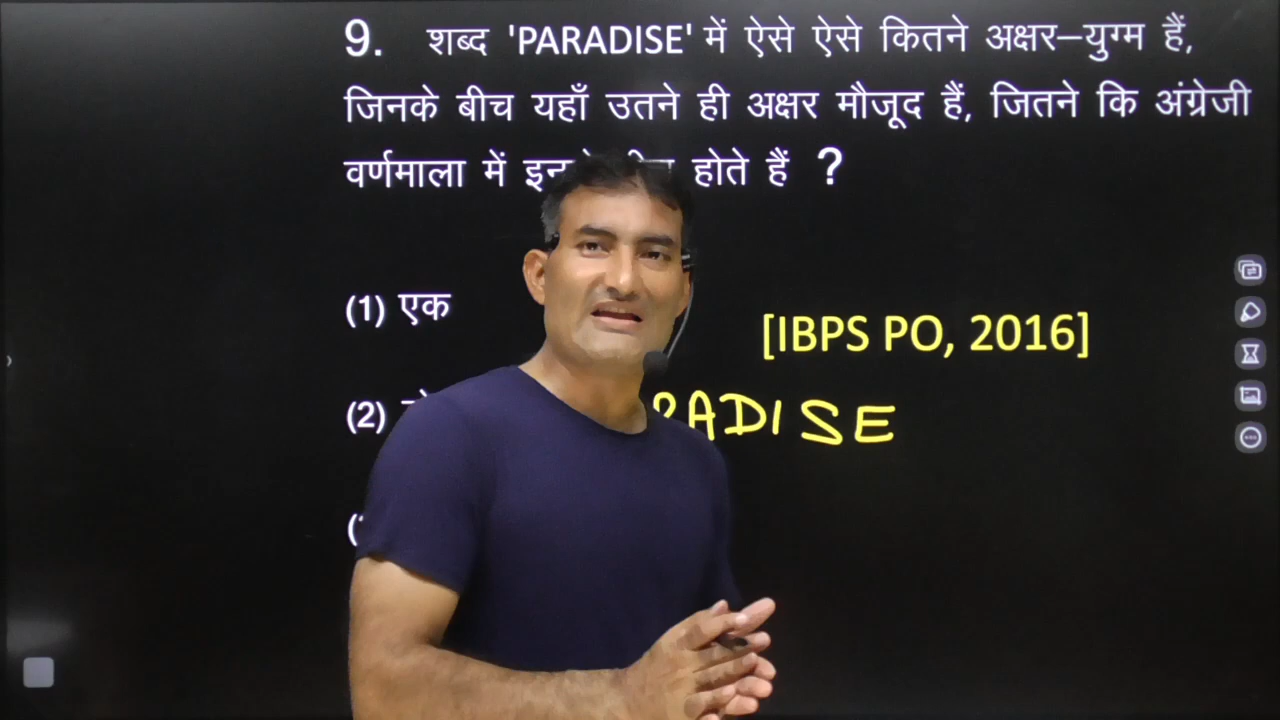 9. शब्द 'PARADISE' में ऐसे ऐसे कितने अक्षर–युग्म हैं,
जिनके बीच यहाँ उतने ही अक्षर मौजूद हैं, जितने कि अंग्रेजी
वर्णमाला में होते हैं ?
(1) एक
[IBPS PO, 2016]
(2)
RADISE